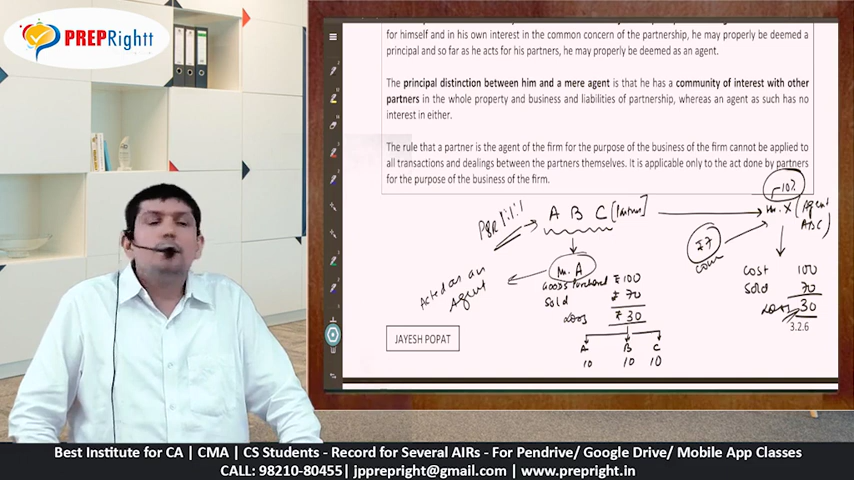 PREPRightt
for himself and in his own interest in the common concern of the partnership, he may properly be deemed a
principal and so far as he acts for his partners, he may properly be deemed as an agent.
The principal distinction between him and a mere agent is that he has a community of interest with other
partners in the whole property and business and liabilities of partnership, whereas an agent as such has no
interest in either.
The rule that a partner is the agent of the firm for the purpose of the business of the firm cannot be applied to
all transactions and dealings between the partners themselves. It is applicable only to the act done by partners
for the purpose of the business of the firm.
10%
PSR 1:1:1
A B C [Partners]
Mr. X (Agent
ABC)
₹7
Mr. A
Acted as an
Agent
Goods Purchased ₹100
Sold ₹ 70
Loss ₹ 30
A B C
10 10 10
Cost 100
Sold 70
Loss 30
3.2.6
JAYESH POPAT
Best Institute for CA | CMA | CS Students - Record for Several AIRs - For Pendrive/ Google Drive/ Mobile App Classes
CALL: 98210-80455| jpprepright@gmail.com | www.prepright.in